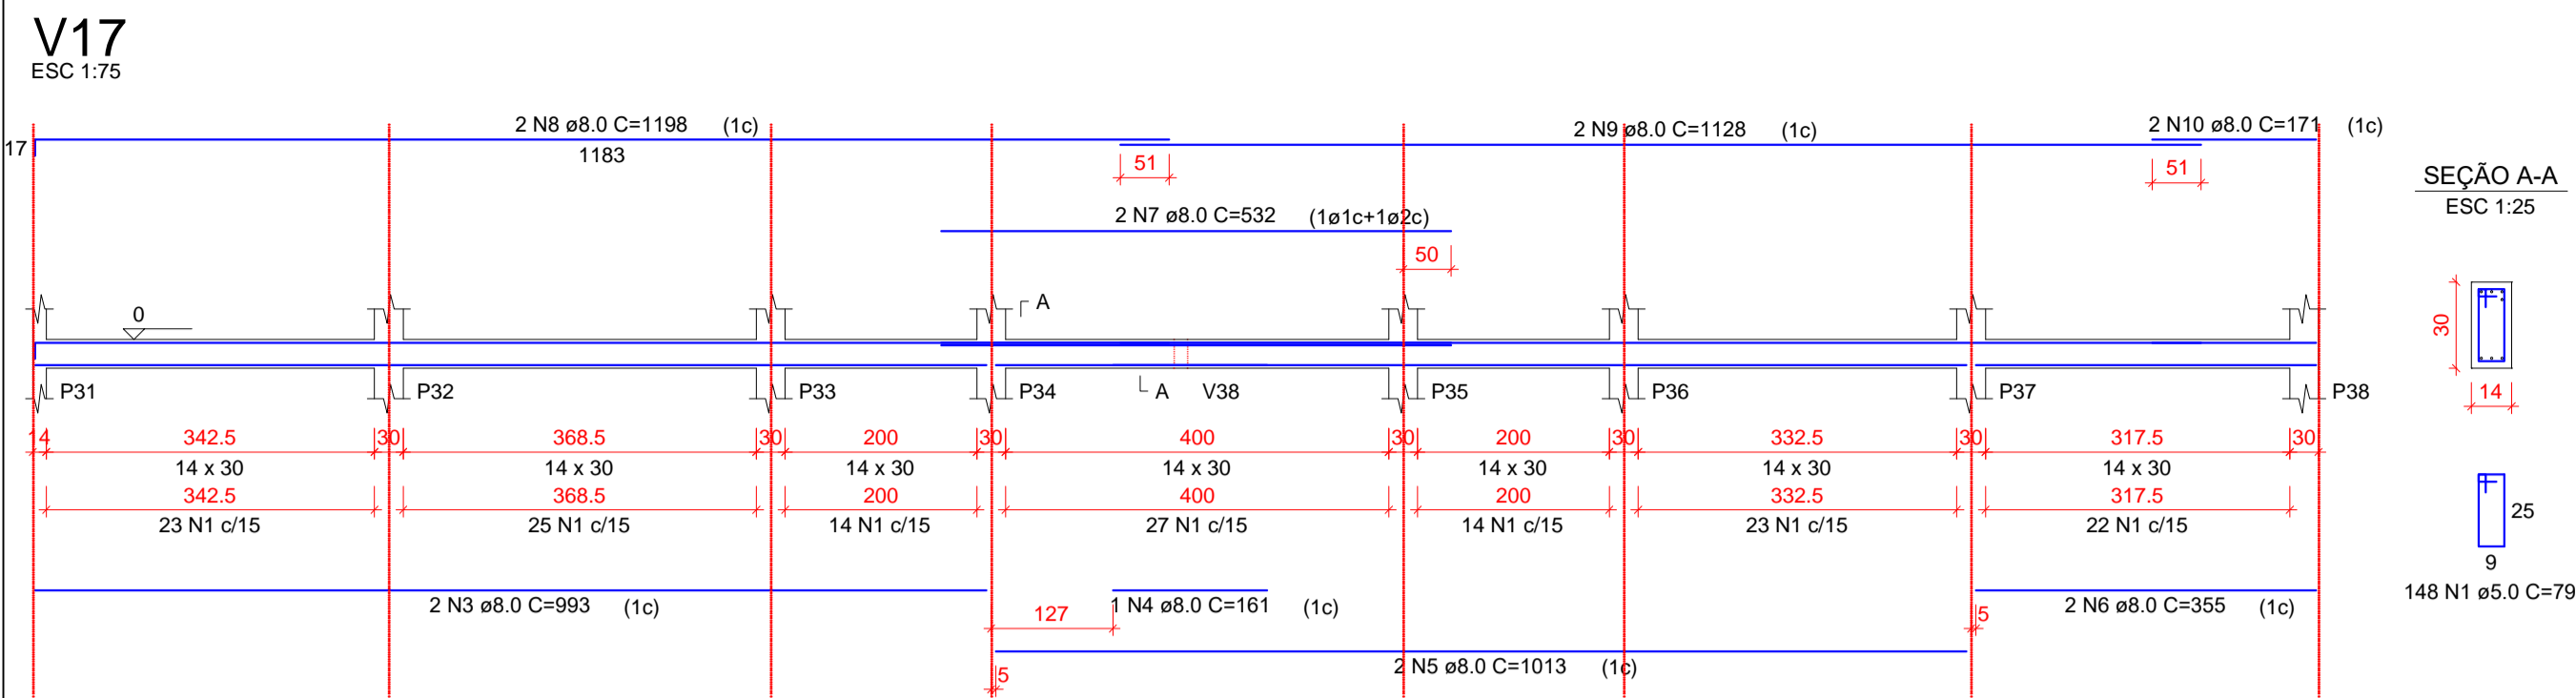 V17
ESC 1:75
2 N8 ø8.0 C=1198 (1c)
2 N9 ø8.0 C=1128 (1c)
2 N10 ø8.0 C=171 (1c)
17
1183
51
51
SEÇÃO A-A
ESC 1:25
2 N7 ø8.0 C=532 (1ø1c+1ø2c)
50
0
A
30
14
P31
P32
P33
P34
A
V38
P35
P36
P37
P38
14
342.5
30
368.5
30
200
30
400
30
200
30
332.5
30
317.5
30
14 x 30
14 x 30
14 x 30
14 x 30
14 x 30
14 x 30
14 x 30
342.5
368.5
200
400
200
332.5
317.5
23 N1 c/15
25 N1 c/15
14 N1 c/15
27 N1 c/15
14 N1 c/15
23 N1 c/15
22 N1 c/15
25
9
148 N1 ø5.0 C=79
2 N3 ø8.0 C=993 (1c)
127
1 N4 ø8.0 C=161 (1c)
5
2 N6 ø8.0 C=355 (1c)
5
2 N5 ø8.0 C=1013 (1c)